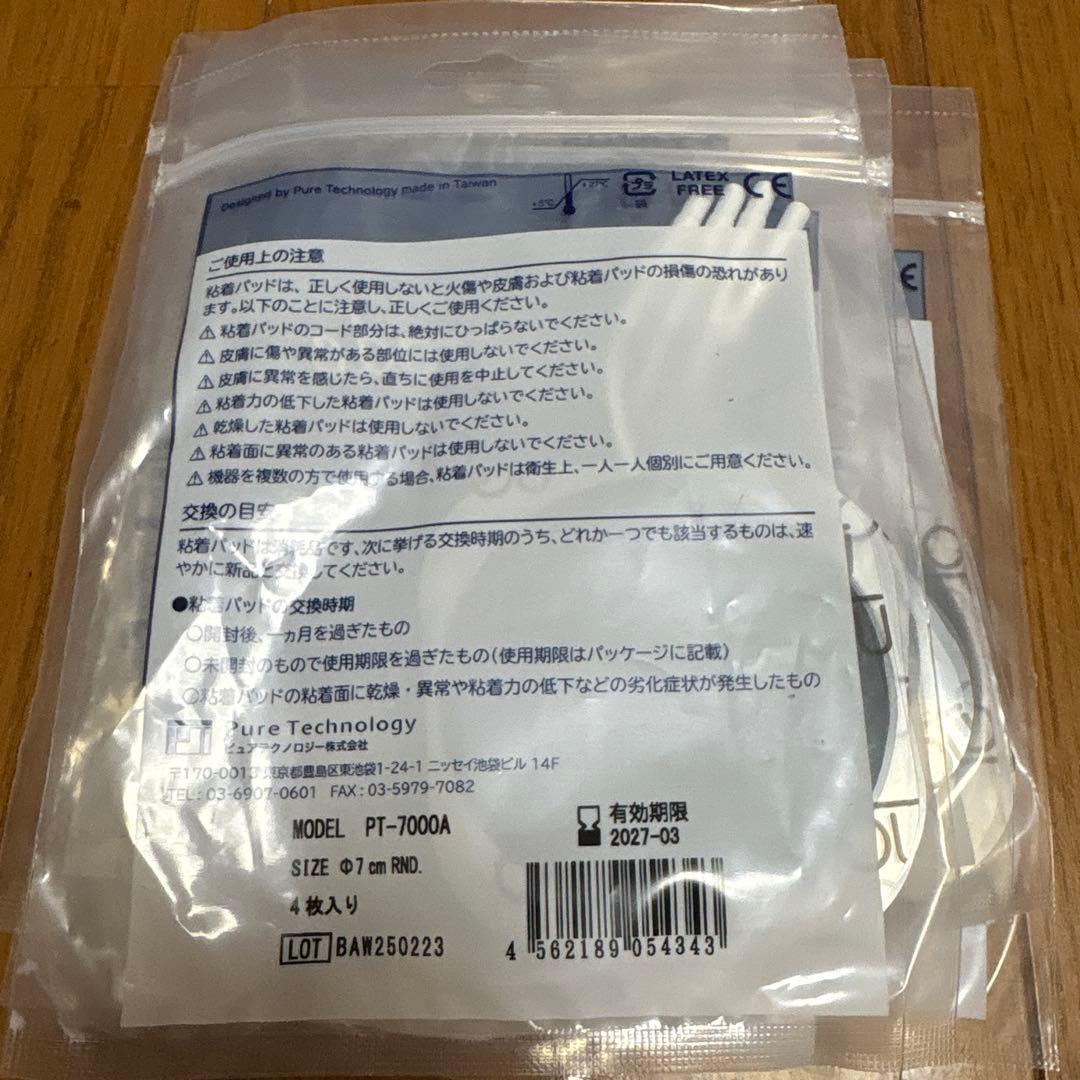 Designed by Pure Technology made in Taiwan
+5℃ +27℃
LATEX
FREE
CE
ご使用上の注意
粘着パッドは、正しく使用しないと火傷や皮膚および粘着パッドの損傷の恐れがあり
ます。以下のことに注意し、正しくご使用ください。
⚠粘着パッドのコード部分は、絶対にひっぱらないでください。
⚠皮膚に傷や異常がある部位には使用しないでください。
⚠皮膚に異常を感じたら、直ちに使用を中止してください。
⚠粘着力の低下した粘着パッドは使用しないでください。
⚠乾燥した粘着パッドは使用しないでください。
⚠粘着面に異常のある粘着パッドは使用しないでください。
⚠機器を複数の方で使用する場合、粘着パッドは衛生上、一人一人個別にご用意ください。
交換の目安
粘着パッドは消耗品です、次に挙げる交換時期のうち、どれか一つでも該当するものは、速
やかに新品と交換してください。
●粘着パッドの交換時期
○開封後、一ヵ月を過ぎたもの
○未開封のもので使用期限を過ぎたもの(使用期限はパッケージに記載)
○粘着パッドの粘着面に乾燥・異常や粘着力の低下などの劣化症状が発生したもの
Pure Technology
ピュアテクノロジー株式会社
〒170-0013 東京都豊島区東池袋1-24-1 ニッセイ池袋ビル 14F
TEL:03-6907-0601 FAX:03-5979-7082
MODEL PT-7000A
SIZE Φ7cm RND.
4枚入り
LOT BAW250223
有効期限
2027-03
4 562189 054343
CE